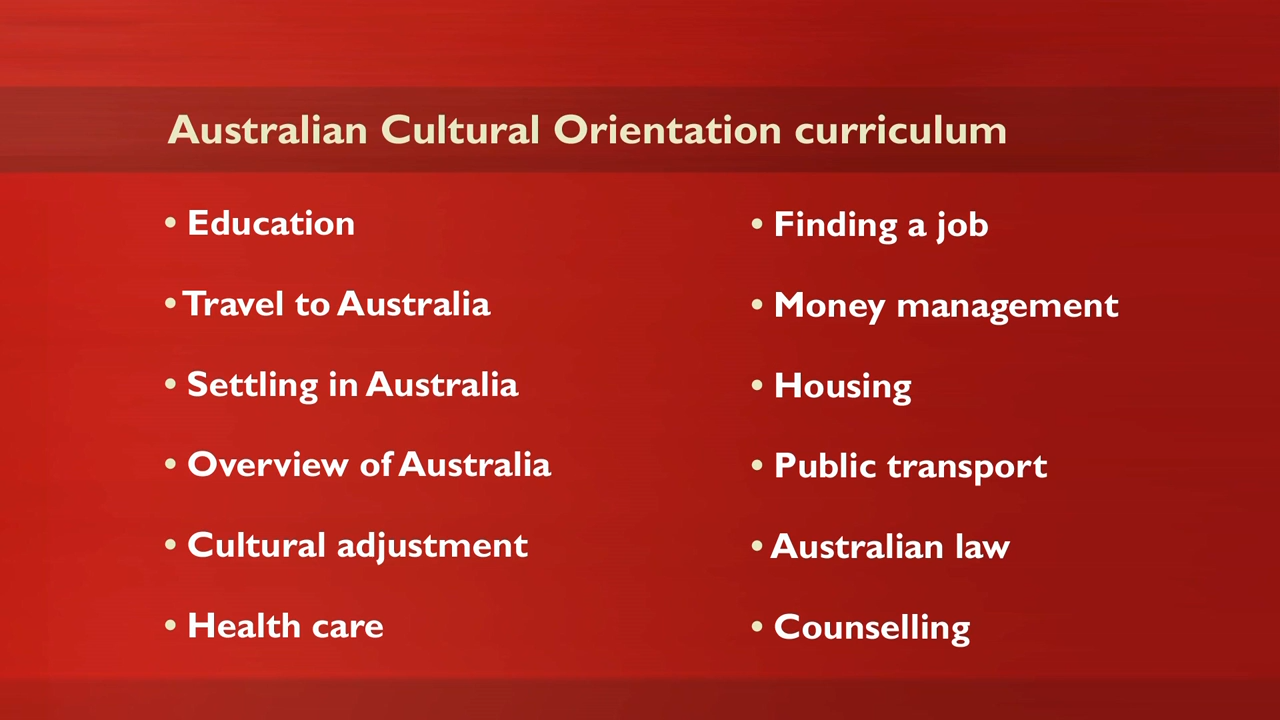 Australian Cultural Orientation curriculum
• Education
• Travel to Australia
• Settling in Australia
• Overview of Australia
• Cultural adjustment
• Health care
• Finding a job
• Money management
• Housing
• Public transport
• Australian law
• Counselling